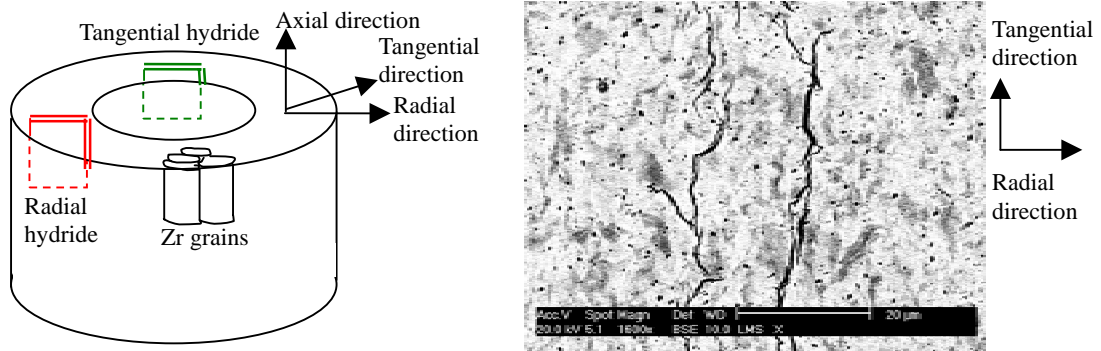 Tangential hydride
Axial direction
Tangential
direction
Radial
direction
Radial
hydride
Zr grains
Tangential
direction
Radial
direction
Acc.V Spot Magn Det WD 20 µm
20.0 kV 5.1 1600x BSE 10.0 LMS X